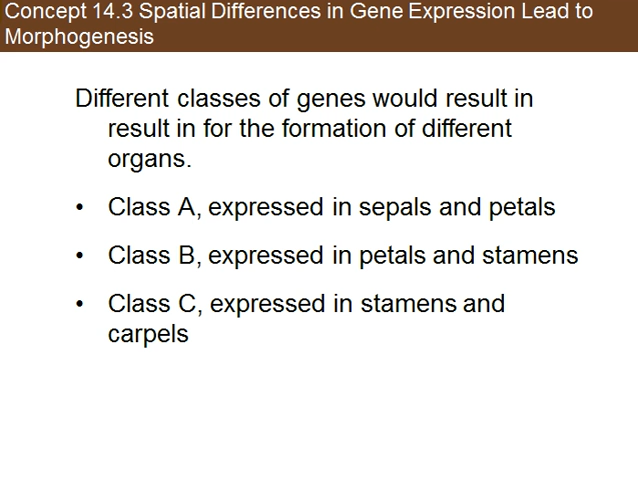 Concept 14.3 Spatial Differences in Gene Expression Lead to
Morphogenesis
Different classes of genes would result in
result in for the formation of different
organs.
• Class A, expressed in sepals and petals
• Class B, expressed in petals and stamens
• Class C, expressed in stamens and
carpels